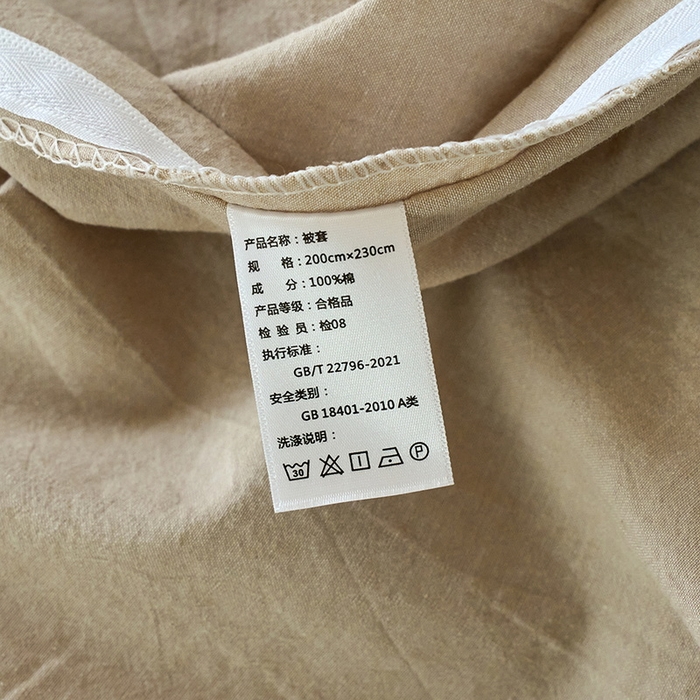 产品名称：被套
规 格：200cm×230cm
成 分：100%棉
产品等级：合格品
检 验 员：检08
执行标准：
GB/T 22796-2021
安全类别：
GB 18401-2010 A类
洗涤说明：
30 P